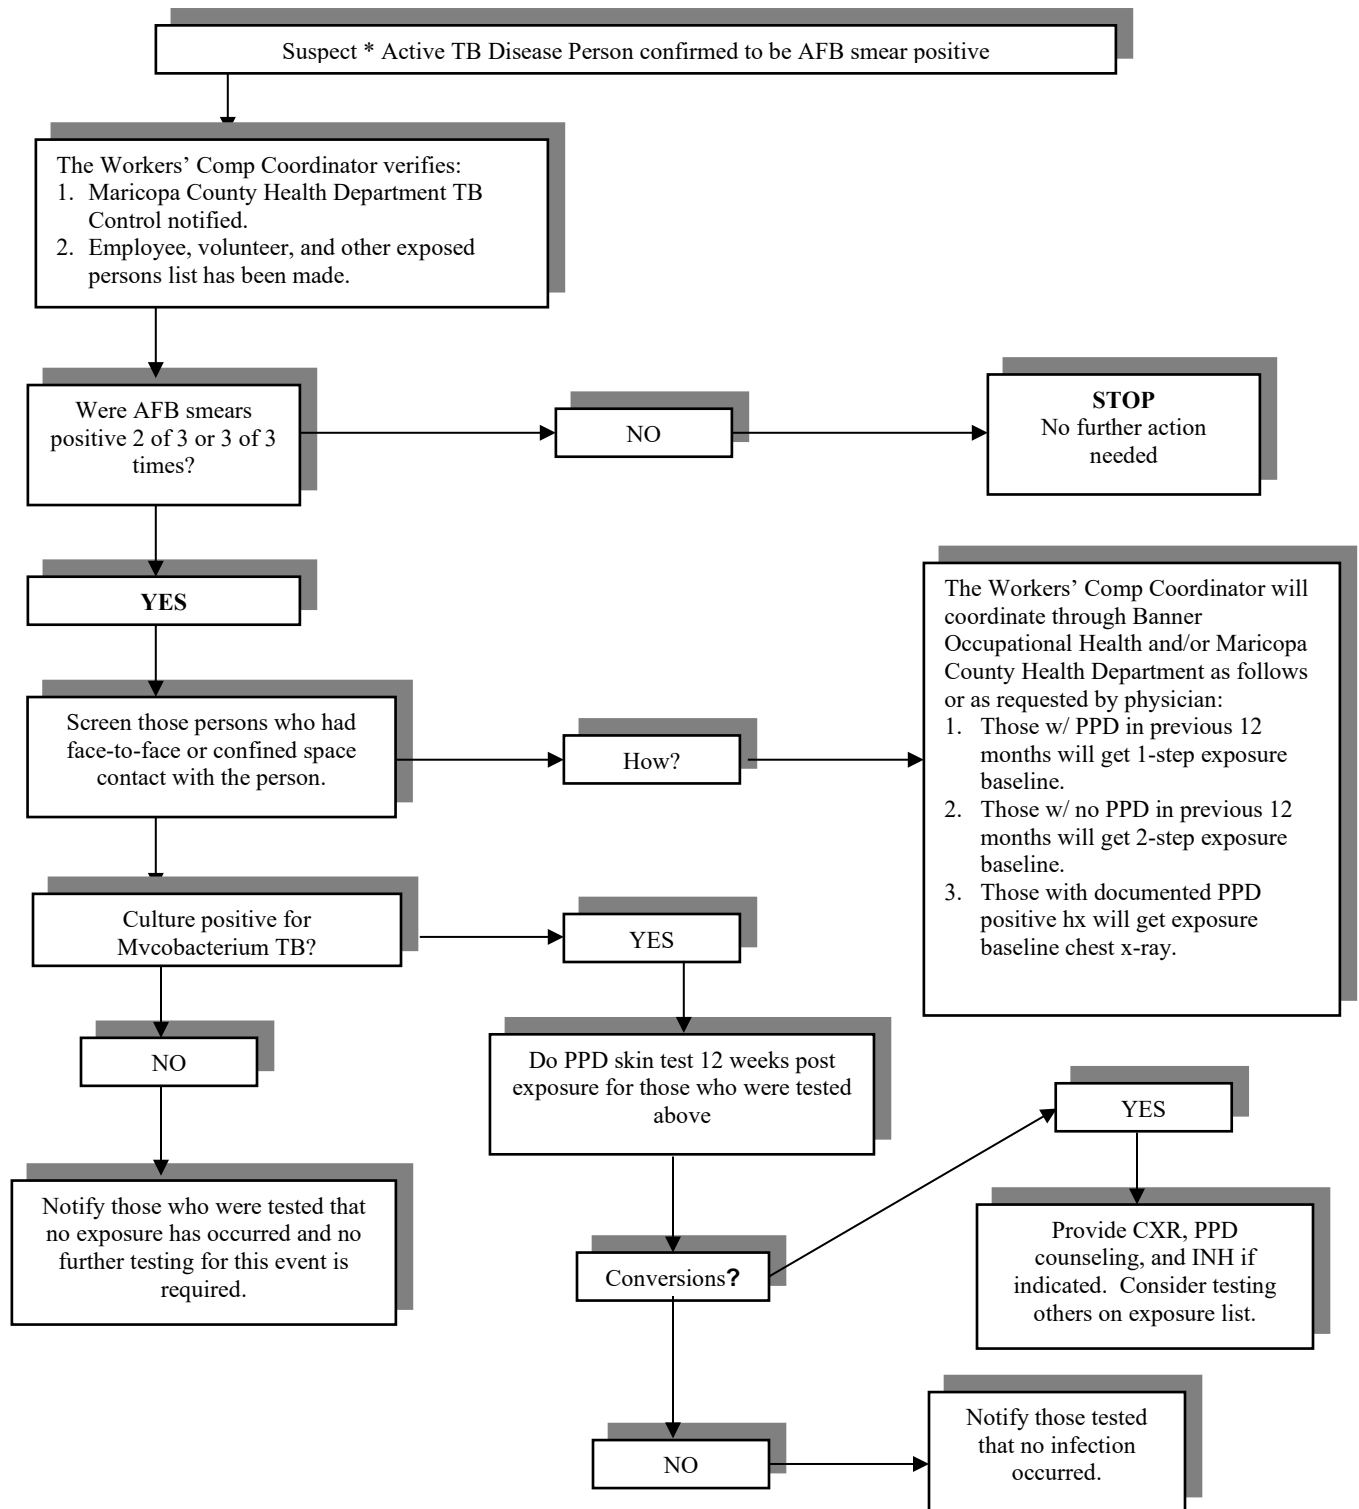 Suspect * Active TB Disease Person confirmed to be AFB smear positive
The Workers’ Comp Coordinator verifies:
1. Maricopa County Health Department TB
Control notified.
2. Employee, volunteer, and other exposed
persons list has been made.
Were AFB smears
positive 2 of 3 or 3 of 3
times?
NO
STOP
No further action
needed
YES
Screen those persons who had
face-to-face or confined space
contact with the person.
How?
The Workers’ Comp Coordinator will
coordinate through Banner
Occupational Health and/or Maricopa
County Health Department as follows
or as requested by physician:
1. Those w/ PPD in previous 12
months will get 1-step exposure
baseline.
2. Those w/ no PPD in previous 12
months will get 2-step exposure
baseline.
3. Those with documented PPD
positive hx will get exposure
baseline chest x-ray.
Culture positive for
Mycobacterium TB?
YES
NO
Do PPD skin test 12 weeks post
exposure for those who were tested
above
YES
Notify those who were tested that
no exposure has occurred and no
further testing for this event is
required.
Conversions?
Provide CXR, PPD
counseling, and INH if
indicated. Consider testing
others on exposure list.
NO
Notify those tested
that no infection
occurred.